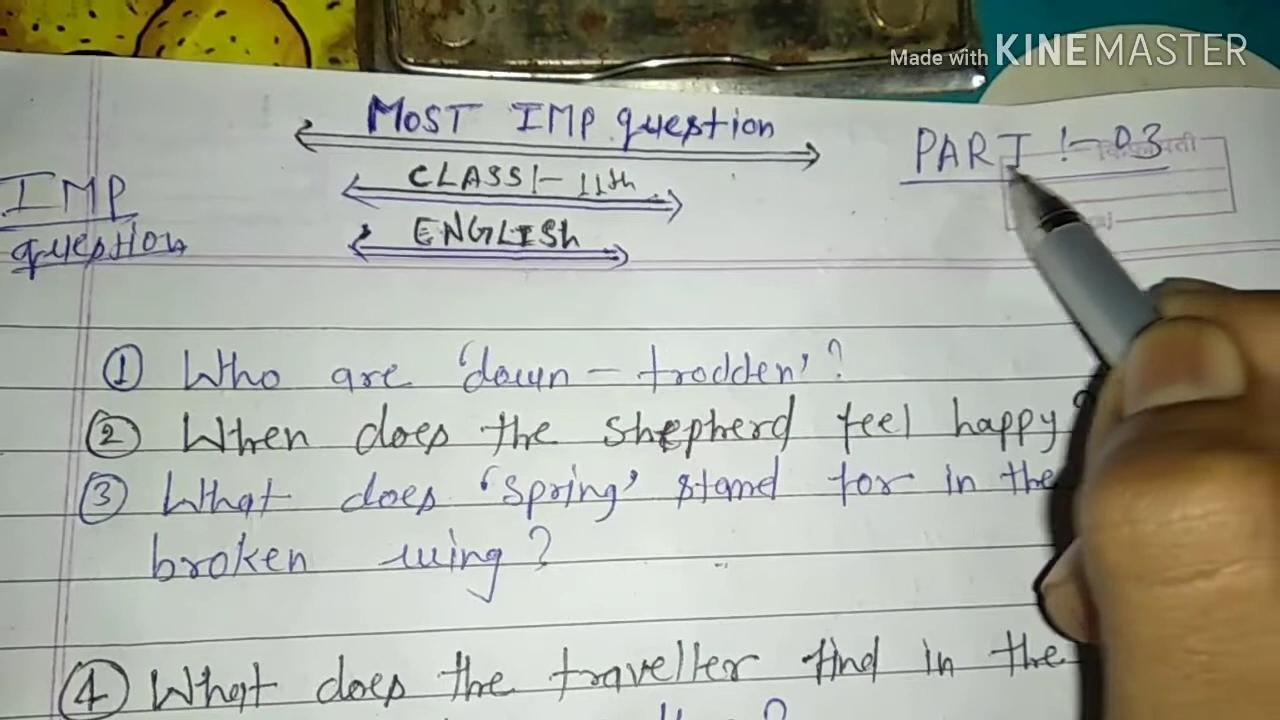 Made with KINEMASTER
MOST IMP question
PART :- 03
CLASS :- 11th
IMP
question
ENGLISH
① Who are 'down - trodden'?
② When does the shepherd feel happy?
③ What does 'spring' stand for in the
broken wing?
④ What does the traveller find in the